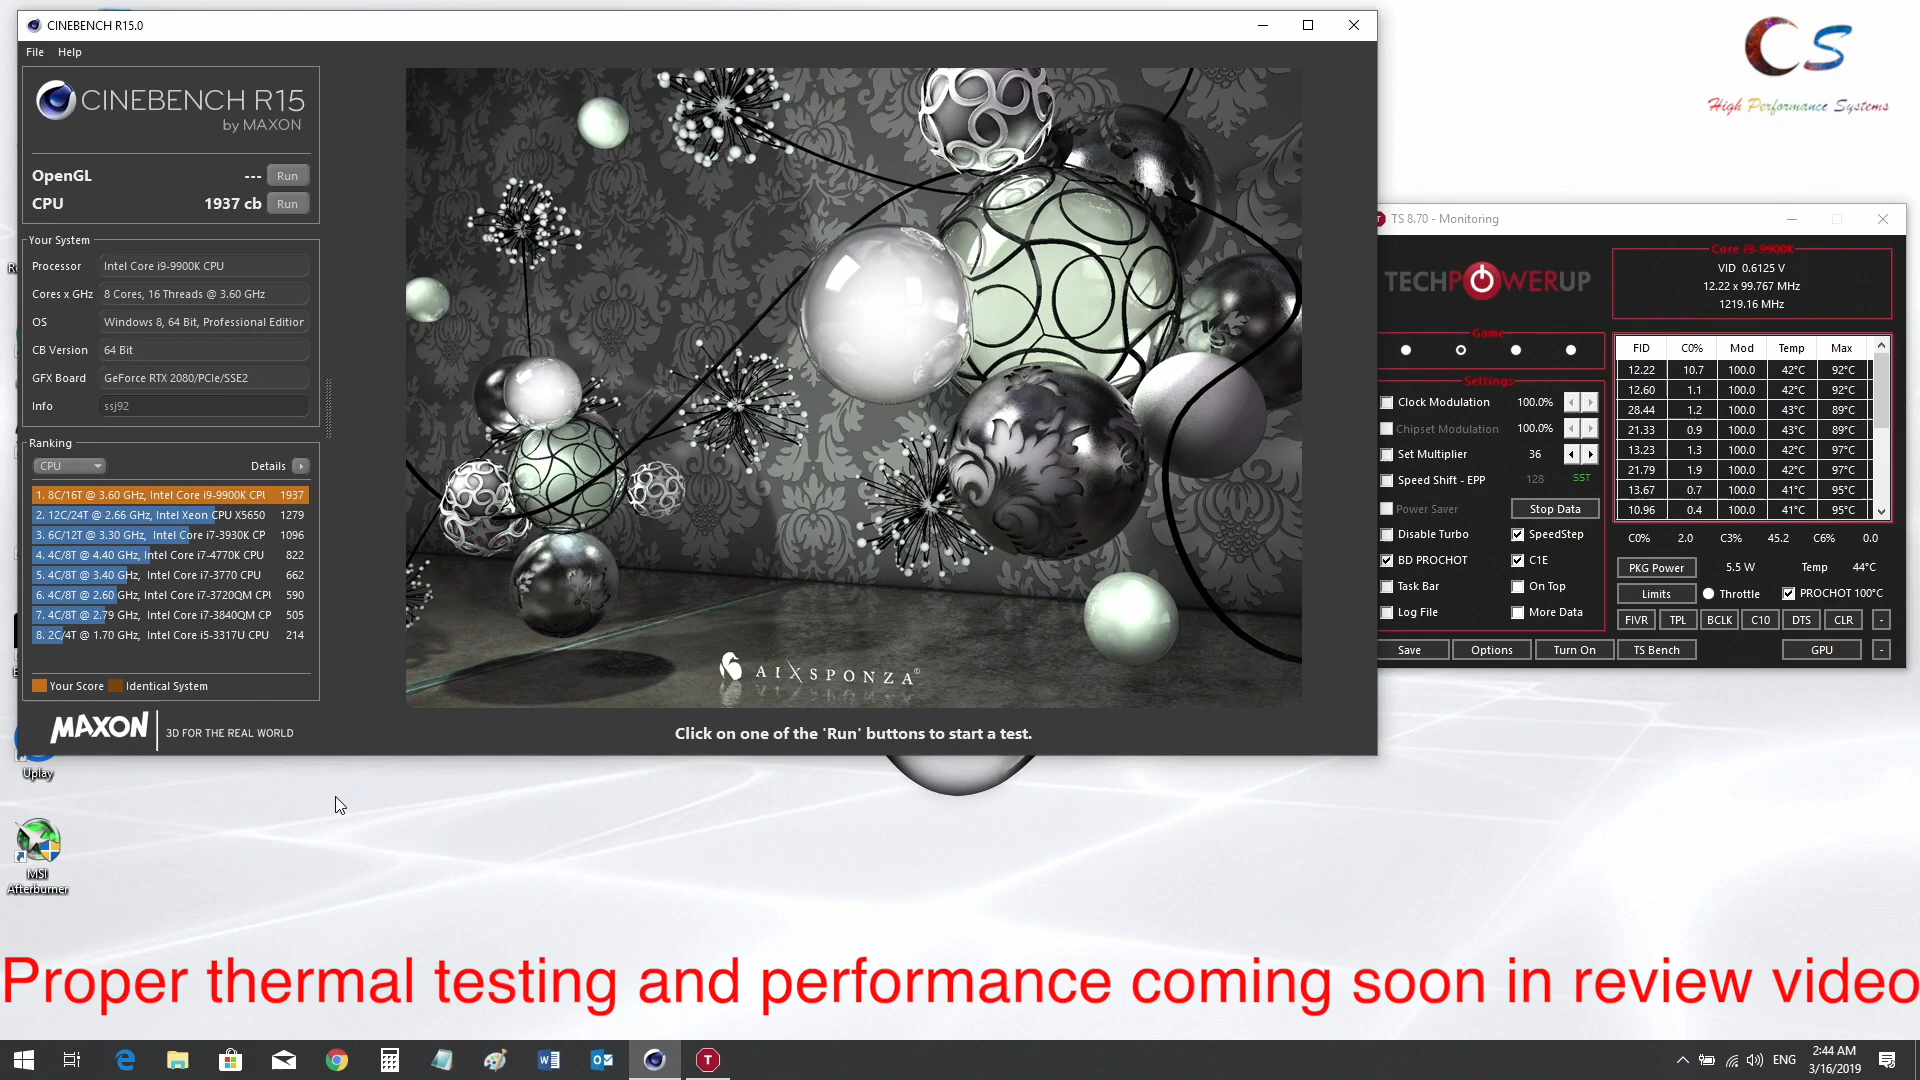 CINEBENCH R15.0
File Help
CINEBENCH R15
by MAXON
OpenGL --- Run
CPU 1937 cb Run
Your System
Processor Intel Core i9-9900K CPU
Cores x GHz 8 Cores, 16 Threads @ 3.60 GHz
OS Windows 8, 64 Bit, Professional Edition
CB Version 64 Bit
GFX Board GeForce RTX 2080/PCIe/SSE2
Info ssj92
Ranking
CPU Details
1. 8C/16T @ 3.60 GHz, Intel Core i9-9900K CPU 1937
2. 12C/24T @ 2.66 GHz, Intel Xeon CPU X5650 1279
3. 6C/12T @ 3.30 GHz, Intel Core i7-3930K CP 1096
4. 4C/8T @ 4.40 GHz, Intel Core i7-4770K CPU 822
5. 4C/8T @ 3.40 GHz, Intel Core i7-3770 CPU 662
6. 4C/8T @ 2.60 GHz, Intel Core i7-3720QM CPU 590
7. 4C/8T @ 2.79 GHz, Intel Core i7-3840QM CP 505
8. 2C/4T @ 1.70 GHz, Intel Core i5-3317U CPU 214
Your Score Identical System
MAXON 3D FOR THE REAL WORLD
AIXSPONZA®
Click on one of the 'Run' buttons to start a test.
CS
High Performance Systems
TS 8.70 - Monitoring
TECHPOWERUP
Core i9-9900K
VID 0.6125 V
12.22 x 99.767 MHz
1219.16 MHz
Game
Settings
Clock Modulation 100.0%
Chipset Modulation 100.0%
Set Multiplier 36
Speed Shift - EPP 128 SST
Power Saver Stop Data
Disable Turbo SpeedStep
BD PROCHOT C1E
Task Bar On Top
Log File More Data
Save Options Turn On TS Bench GPU -
FID C0% Mod Temp Max
12.22 10.7 100.0 42°C 92°C
12.60 1.1 100.0 42°C 92°C
28.44 1.2 100.0 43°C 89°C
21.33 0.9 100.0 43°C 89°C
13.23 1.3 100.0 42°C 97°C
21.79 1.9 100.0 42°C 97°C
13.67 0.7 100.0 41°C 95°C
10.96 0.4 100.0 41°C 95°C
C0% 2.0 C3% 45.2 C6% 0.0
PKG Power 5.5 W Temp 44°C
Limits Throttle PROCHOT 100°C
FIVR TPL BCLK C10 DTS CLR -
Uplay
MSI
Afterburner
Proper thermal testing and performance coming soon in review video
ENG 2:44 AM
3/16/2019